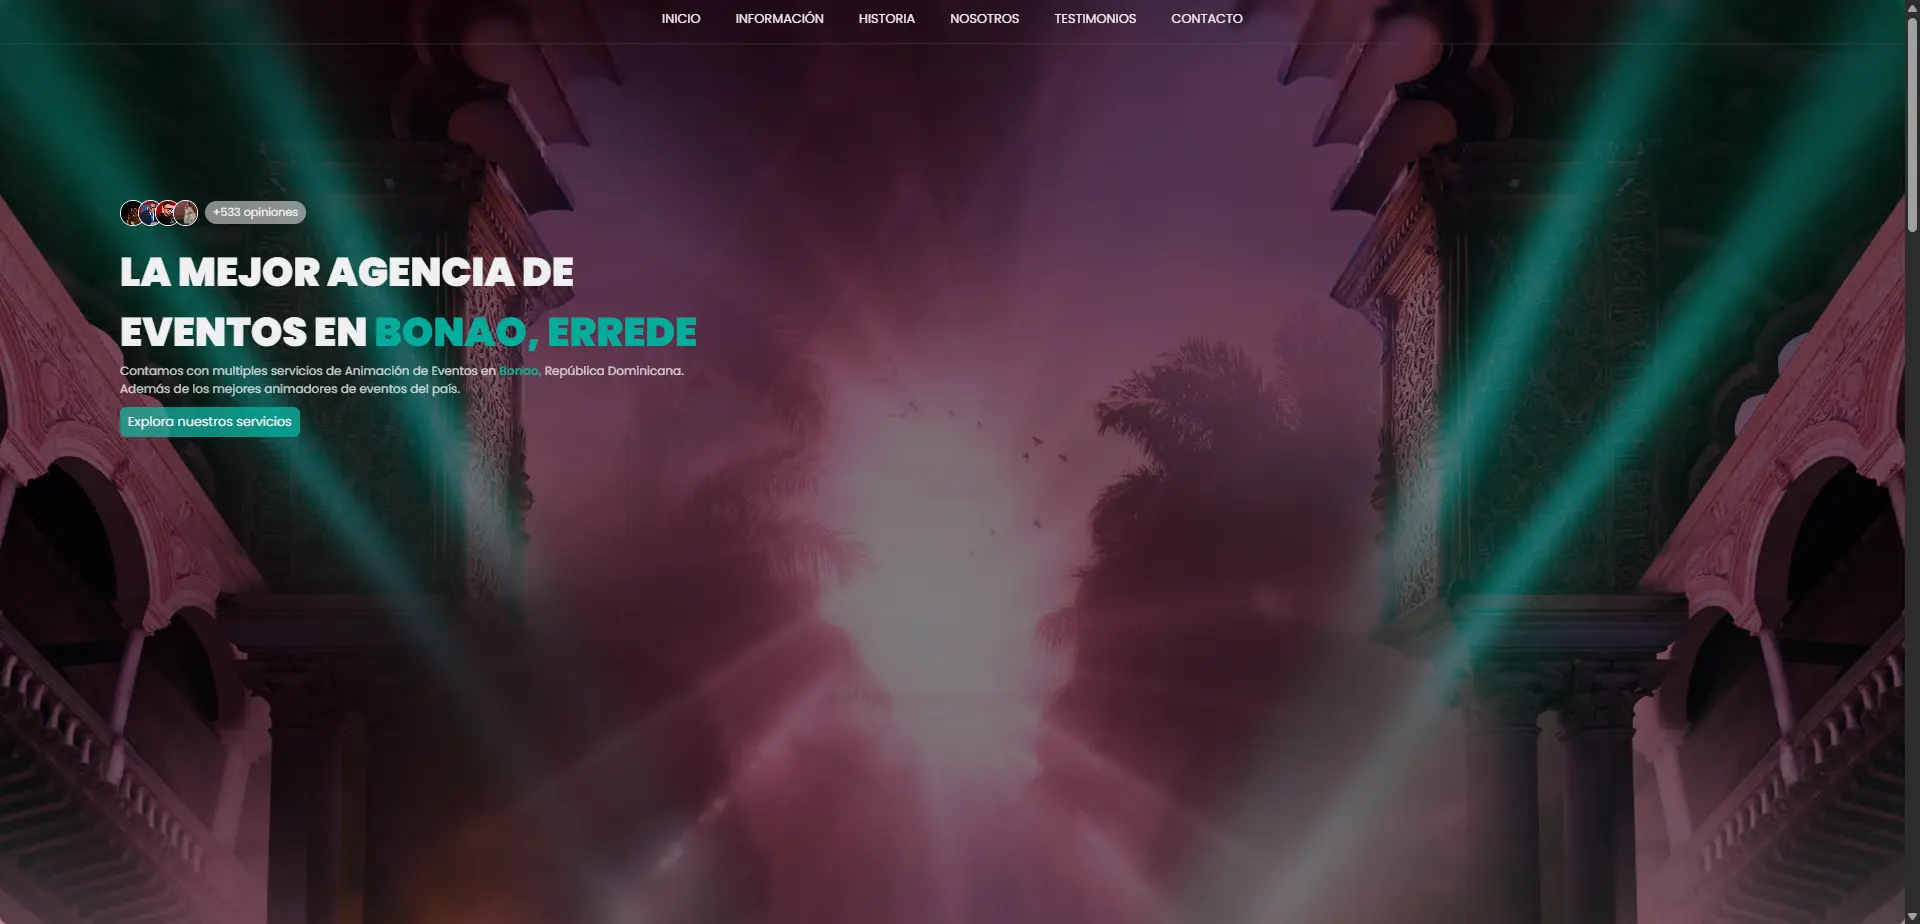 INICIO INFORMACIÓN HISTORIA NOSOTROS TESTIMONIOS CONTACTO
+533 opiniones
LA MEJOR AGENCIA DE
EVENTOS EN BONAO, ERREDE
Contamos con multiples servicios de Animación de Eventos en Bonao, República Dominicana.
Además de los mejores animadores de eventos del país.
Explora nuestros servicios